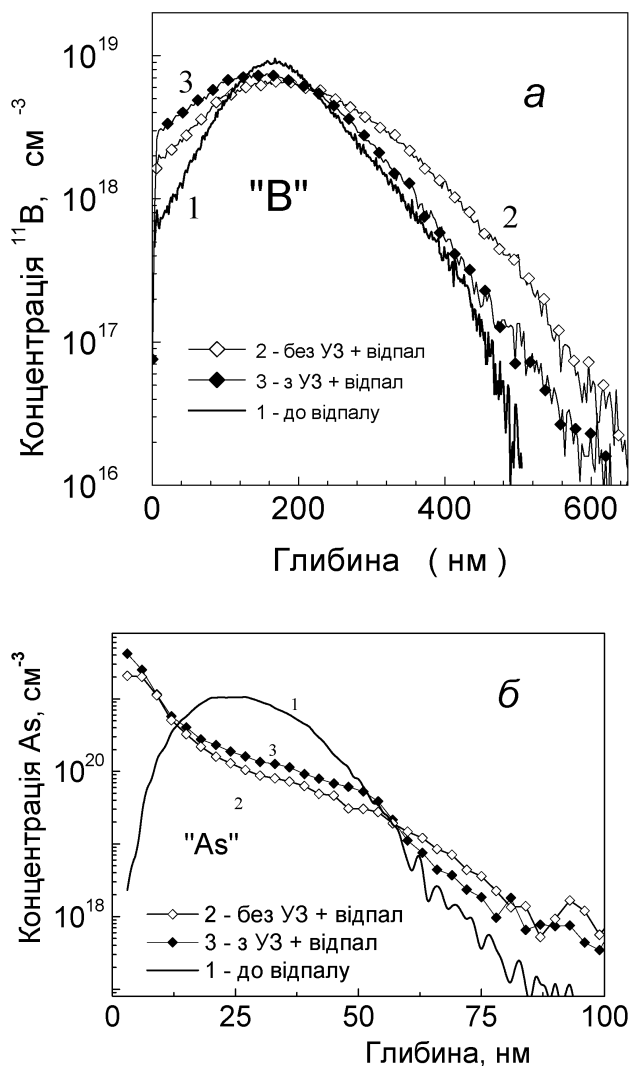 10¹⁹
10¹⁸
10¹⁷
10¹⁶
Концентрація ¹¹B, см ⁻³
а
3
1
"B"
2
2 - без УЗ + відпал
3 - з УЗ + відпал
1 - до відпалу
0 200 400 600
Глибина ( нм )
Концентрація As, см⁻³
10²⁰
10¹⁸
б
1
3
2
"As"
2 - без УЗ + відпал
3 - з УЗ + відпал
1 - до відпалу
0 25 50 75 100
Глибина, нм